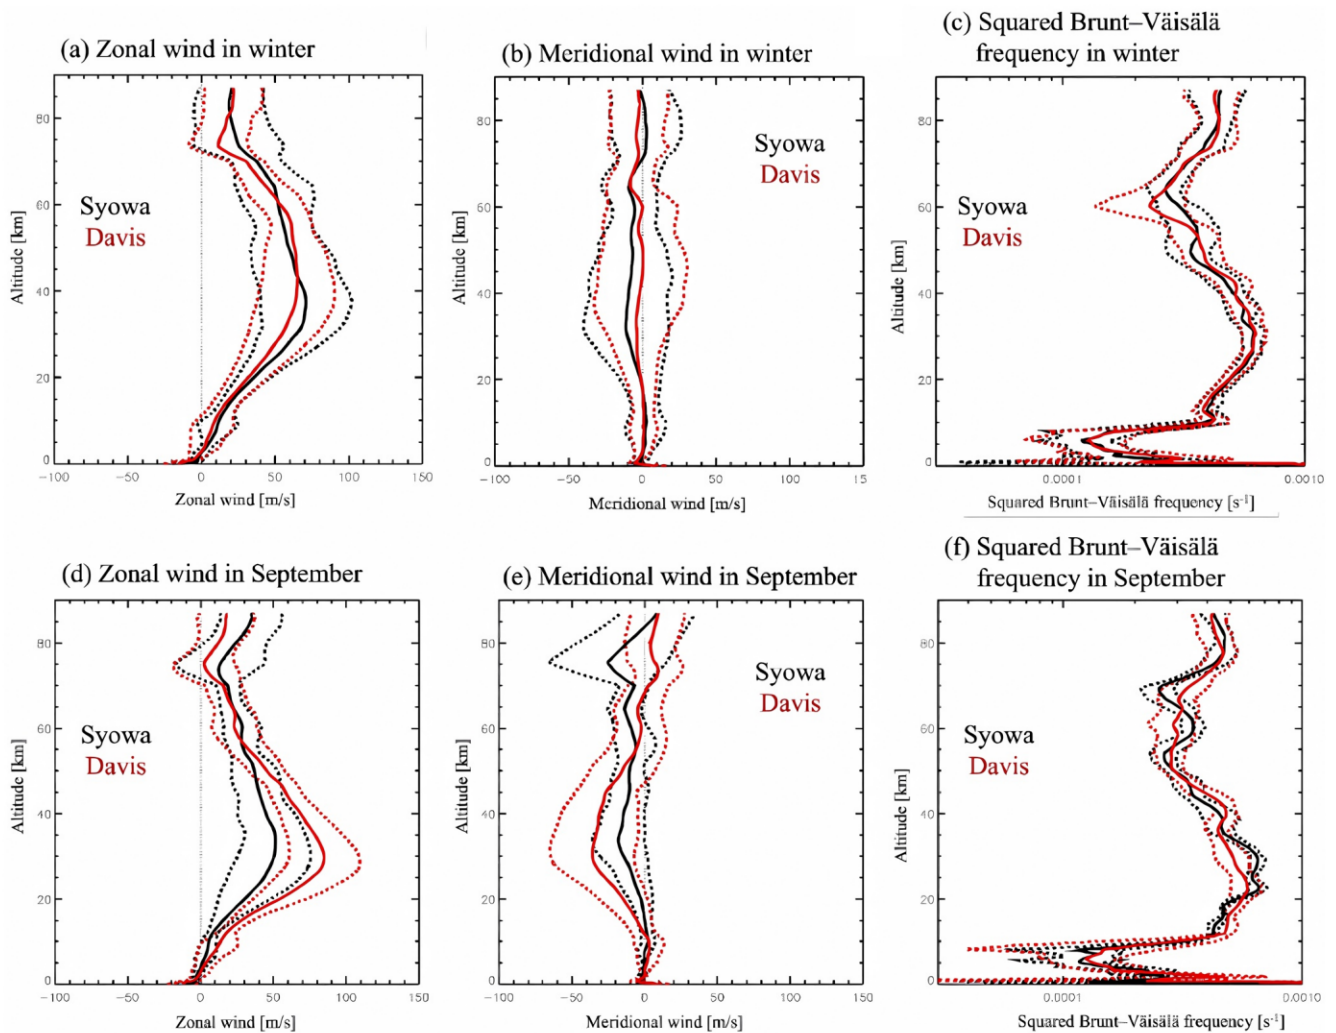 (a) Zonal wind in winter
(b) Meridional wind in winter
(c) Squared Brunt–Väisälä
frequency in winter
Altitude [km]
80
60
40
20
0
Syowa
Davis
−100
−50
0
50
100
150
Zonal wind [m/s]
Altitude [km]
80
60
40
20
0
Syowa
Davis
−100
−50
0
50
100
150
Meridional wind [m/s]
Altitude [km]
80
60
40
20
0
Syowa
Davis
0.0001
0.0010
Squared Brunt–Väisälä frequency [s⁻¹]
(d) Zonal wind in September
(e) Meridional wind in September
(f) Squared Brunt–Väisälä
frequency in September
Altitude [km]
80
60
40
20
0
Syowa
Davis
−100
−50
0
50
100
150
Zonal wind [m/s]
Altitude [km]
80
60
40
20
0
Syowa
Davis
−100
−50
0
50
100
150
Meridional wind [m/s]
Altitude [km]
80
60
40
20
0
Syowa
Davis
0.0001
0.0010
Squared Brunt–Väisälä frequency [s⁻¹]